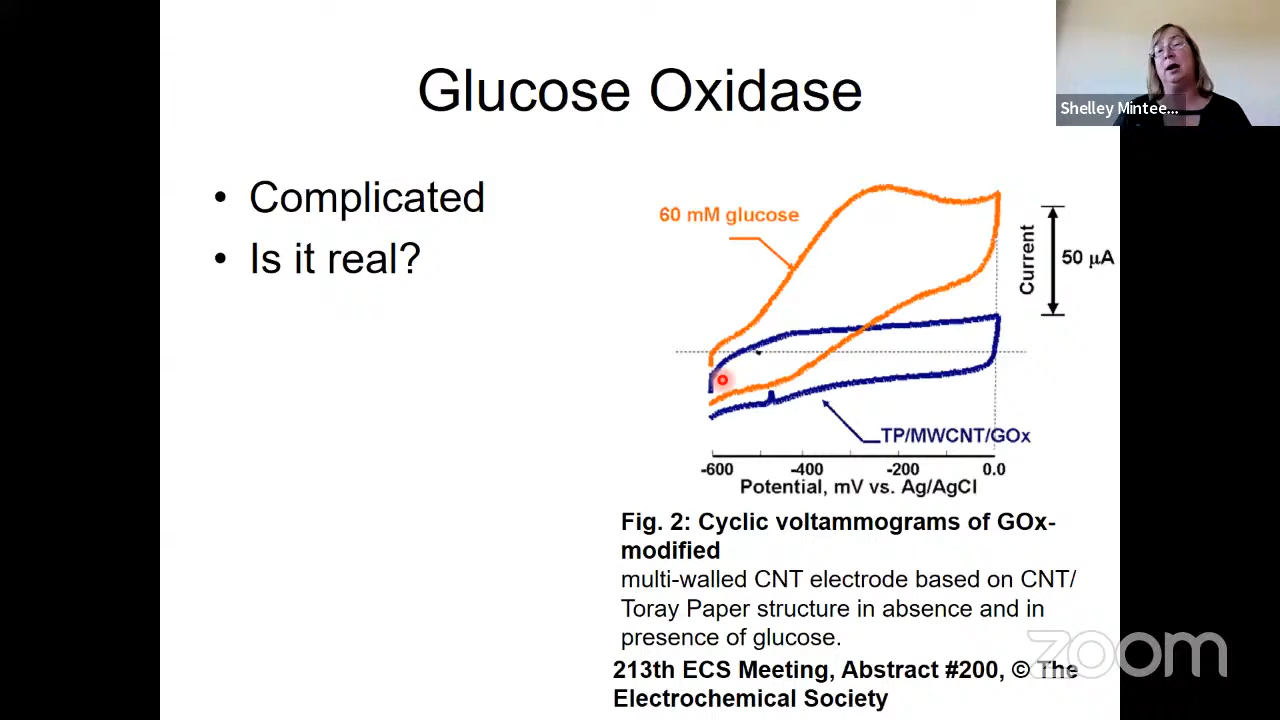 Glucose Oxidase
Shelley Mintee...
• Complicated
• Is it real?
60 mM glucose
Current
50 µA
TP/MWCNT/GOx
-600 -400 -200 0.0
Potential, mV vs. Ag/AgCl
Fig. 2: Cyclic voltammograms of GOx-
modified
multi-walled CNT electrode based on CNT/
Toray Paper structure in absence and in
presence of glucose.
213th ECS Meeting, Abstract #200, © The
Electrochemical Society
zoom